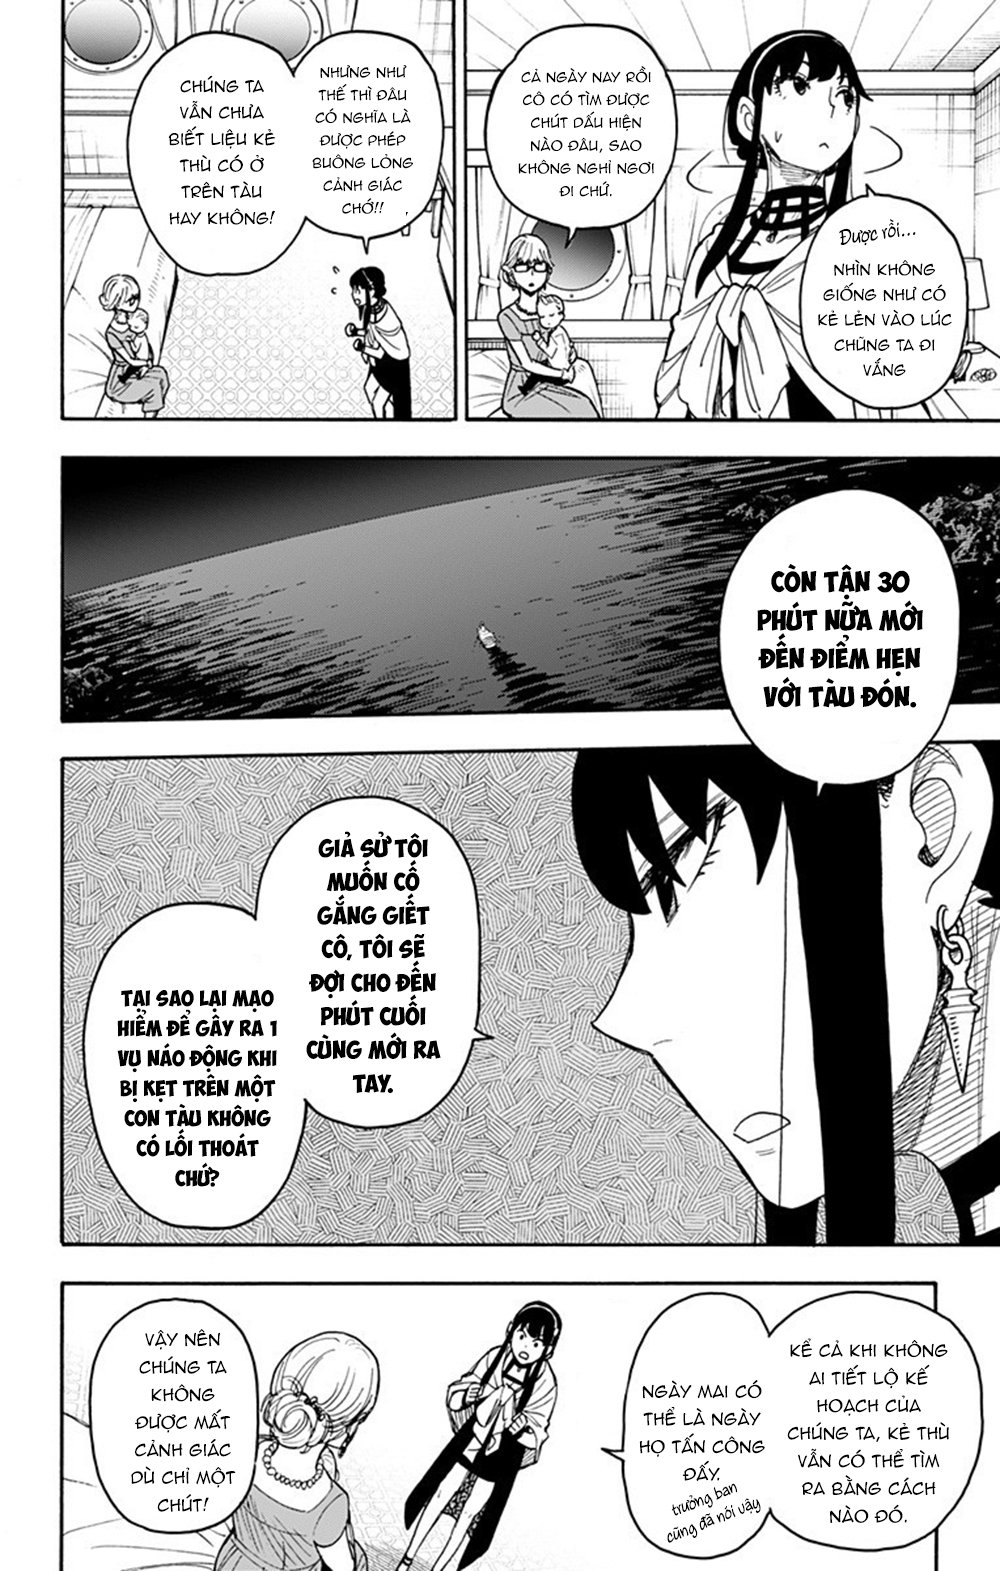 Được rồi...
NHÌN KHÔNG
GIỐNG NHƯ CÓ
KẺ LẺN VÀO LÚC
CHŨNG TA ĐI
VẮNG
CẢ NGÀY NAY RỒI
CÔ CÓ TÌM ĐƯỢC
CHÚT DẤU HIỆN
NÀO ĐÂU, SAO
KHÔNG NGHỈ NGƠI
ĐI CHỨ.
NHƯNG NHƯ
THẾ THÌ ĐÂU
CÓ NGHĨA LÀ
ĐƯỢC PHÉP
BUÔNG LỎNG
CẢNH GIÁC
CHỚ!!
CHÚNG TA
VẪN CHƯA
BIẾT LIỆU KẺ
THÙ CÓ Ở
TRÊN TÀU
HAY KHÔNG!
CÒN TẬN 30
PHÚT NỮA MỚI
ĐẾN ĐIỂM HẸN
VỚI TÀU ĐÓN.
GIẢ SỬ TÔI
MUỐN CỐ
GẮNG GIẾT
CÔ, TÔI SẼ
ĐỢI CHO ĐẾN
PHÚT CUỐI
CÙNG MỚI RA
TAY.
TẠI SAO LẠI MẠO
HIỂM ĐỂ GÂY RA 1
VỤ NÁO ĐỘNG KHI
BỊ KẸT TRÊN MỘT
CON TÀU KHÔNG
CÓ LỐI THOÁT
CHỨ?
KỂ CẢ KHI KHÔNG
AI TIẾT LỘ KẾ
HOẠCH CỦA
CHÚNG TA, KẺ THÙ
VẪN CÓ THỂ TÌM
RA BẰNG CÁCH
NÀO ĐÓ.
NGÀY MAI CÓ
THỂ LÀ NGÀY
HỌ TẤN CÔNG
ĐẤY.
trưởng ban
cũng đã nói vậy
VẬY NÊN
CHÚNG TA
KHÔNG
ĐƯỢC MẤT
CẢNH GIÁC
DÙ CHỈ MỘT
CHÚT!